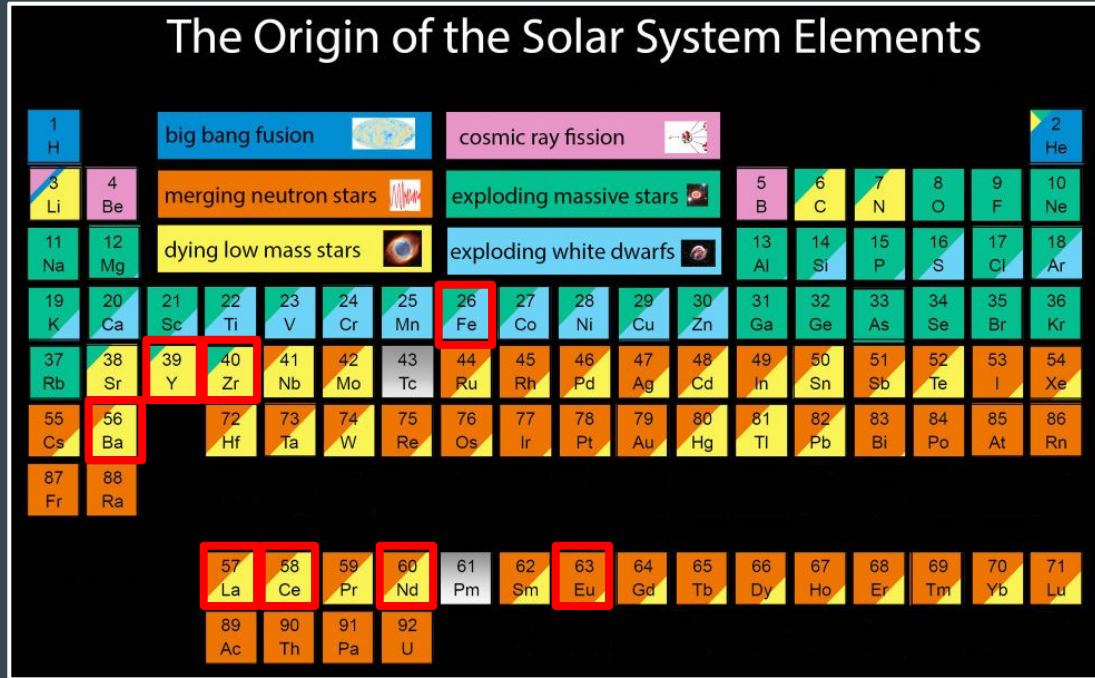 The Origin of the Solar System Elements
1 H
big bang fusion
cosmic ray fission
2 He
3 Li
4 Be
merging neutron stars
exploding massive stars
5 B
6 C
7 N
8 O
9 F
10 Ne
11 Na
12 Mg
dying low mass stars
exploding white dwarfs
13 Al
14 Si
15 P
16 S
17 Cl
18 Ar
19 K
20 Ca
21 Sc
22 Ti
23 V
24 Cr
25 Mn
26 Fe
27 Co
28 Ni
29 Cu
30 Zn
31 Ga
32 Ge
33 As
34 Se
35 Br
36 Kr
37 Rb
38 Sr
39 Y
40 Zr
41 Nb
42 Mo
43 Tc
44 Ru
45 Rh
46 Pd
47 Ag
48 Cd
49 In
50 Sn
51 Sb
52 Te
53 I
54 Xe
55 Cs
56 Ba
72 Hf
73 Ta
74 W
75 Re
76 Os
77 Ir
78 Pt
79 Au
80 Hg
81 Tl
82 Pb
83 Bi
84 Po
85 At
86 Rn
87 Fr
88 Ra
57 La
58 Ce
59 Pr
60 Nd
61 Pm
62 Sm
63 Eu
64 Gd
65 Tb
66 Dy
67 Ho
68 Er
69 Tm
70 Yb
71 Lu
89 Ac
90 Th
91 Pa
92 U